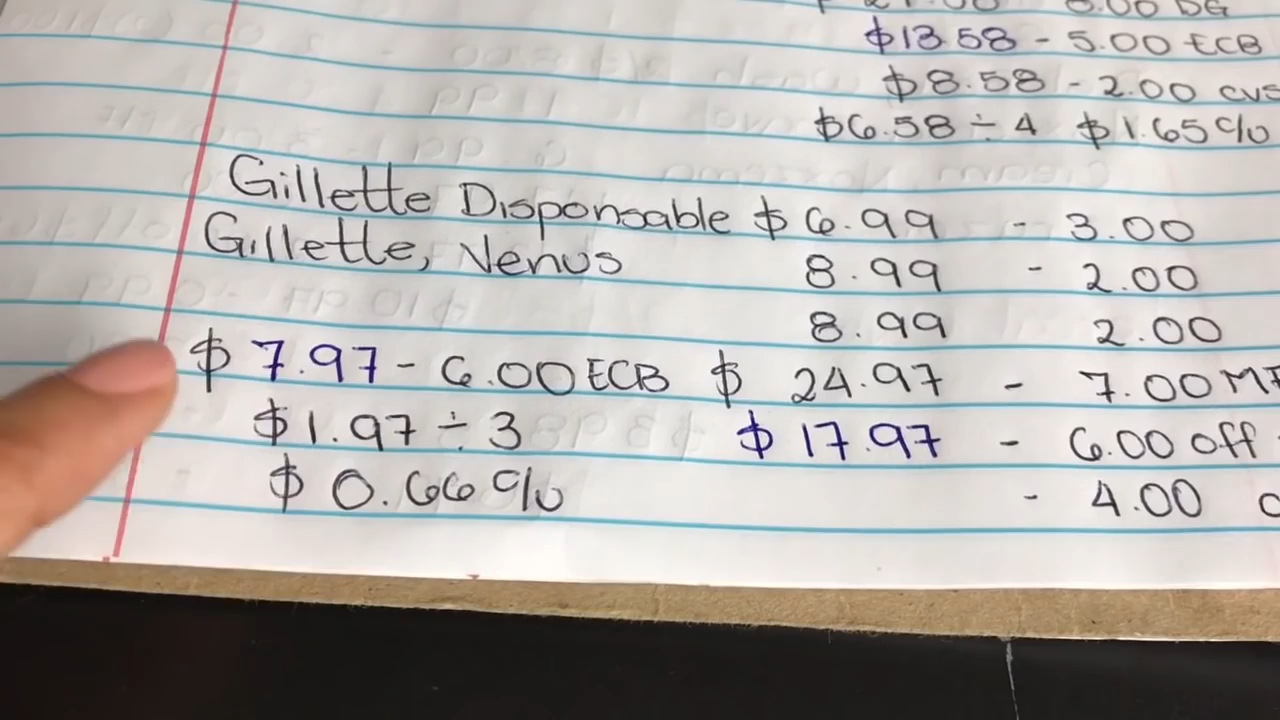 $13.58 - 5.00 ECB
$8.58 - 2.00 CVS
$6.58 ÷ 4 $1.65 c/u
Gillette Disponsable $ 6.99 - 3.00
Gillette, Venus 8.99 - 2.00
8.99 2.00
$ 7.97 - 6.00 ECB $ 24.97 - 7.00
$1.97 ÷ 3 $ 17.97 - 6.00 off
$ 0.66 c/u - 4.00